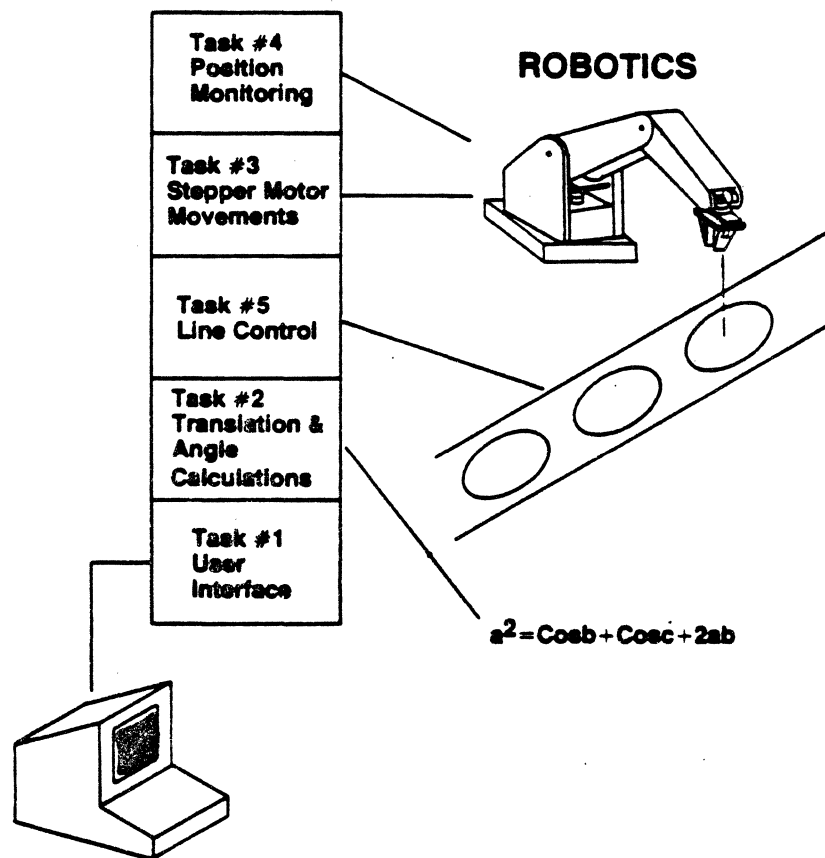 Task #4
Position
Monitoring
ROBOTICS
Task #3
Stepper Motor
Movements
Task #5
Line Control
Task #2
Translation &
Angle
Calculations
Task #1
User
Interface
a²=Cosb+Cosc+2ab